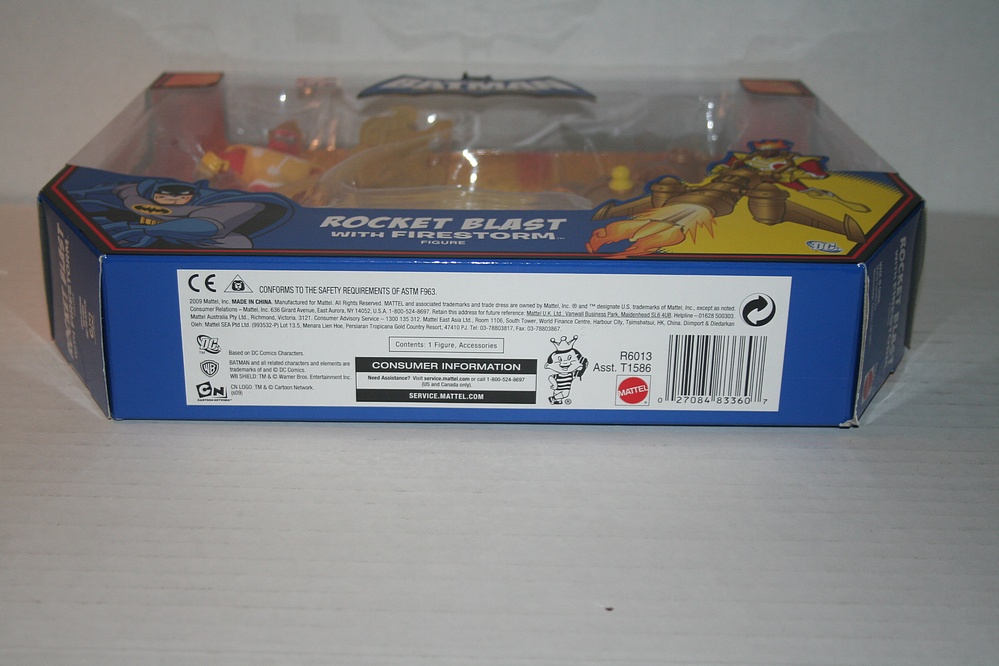 BATMAN
ROCKET BLAST
WITH FIRESTORM™
FIGURE
DC
CE
CONFORMS TO THE SAFETY REQUIREMENTS OF ASTM F963.
2009 Mattel, Inc. MADE IN CHINA. Manufactured for Mattel. All Rights Reserved. MATTEL and associated trademarks and trade dress are owned by Mattel, Inc. ® and ™ designate U.S. trademarks of Mattel, Inc., except as noted.
Consumer Relations – Mattel, Inc. 636 Girard Avenue, East Aurora, NY 14052, U.S.A. 1-800-524-8697. Retain this address for future reference: Mattel U.K. Ltd., Vanwall Business Park, Maidenhead SL6 4UB. Helpline – 01628 500303.
Mattel Australia Pty. Ltd., Richmond, Victoria. 3121. Consumer Advisory Service – 1300 135 312. Mattel East Asia Ltd., Room 1106, South Tower, World Finance Centre, Harbour City, Tsimshatsui, HK, China. Diimport & Diedarkan
Oleh: Mattel SEA Ptd Ltd. (993532-P) Lot 13.5, Menara Lien Hoe, Persiaran Tropicana Gold Country Resort, 47410 PJ. Tel: 03-78803817, Fax: 03-78803867.
DC
Based on DC Comics Characters.
WB
BATMAN and all related characters and elements are
trademarks of and © DC Comics.
WB SHIELD: TM & © Warner Bros. Entertainment Inc.
CN
CARTOON NETWORK
CN LOGO: TM & © Cartoon Network.
(s09)
Contents: 1 Figure, Accessories
CONSUMER INFORMATION
Need Assistance? Visit service.mattel.com or call 1-800-524-8697
(US and Canada only).
SERVICE.MATTEL.COM
R6013
Asst. T1586
MATTEL
0 27084 83360 7
ROCKET BLAST